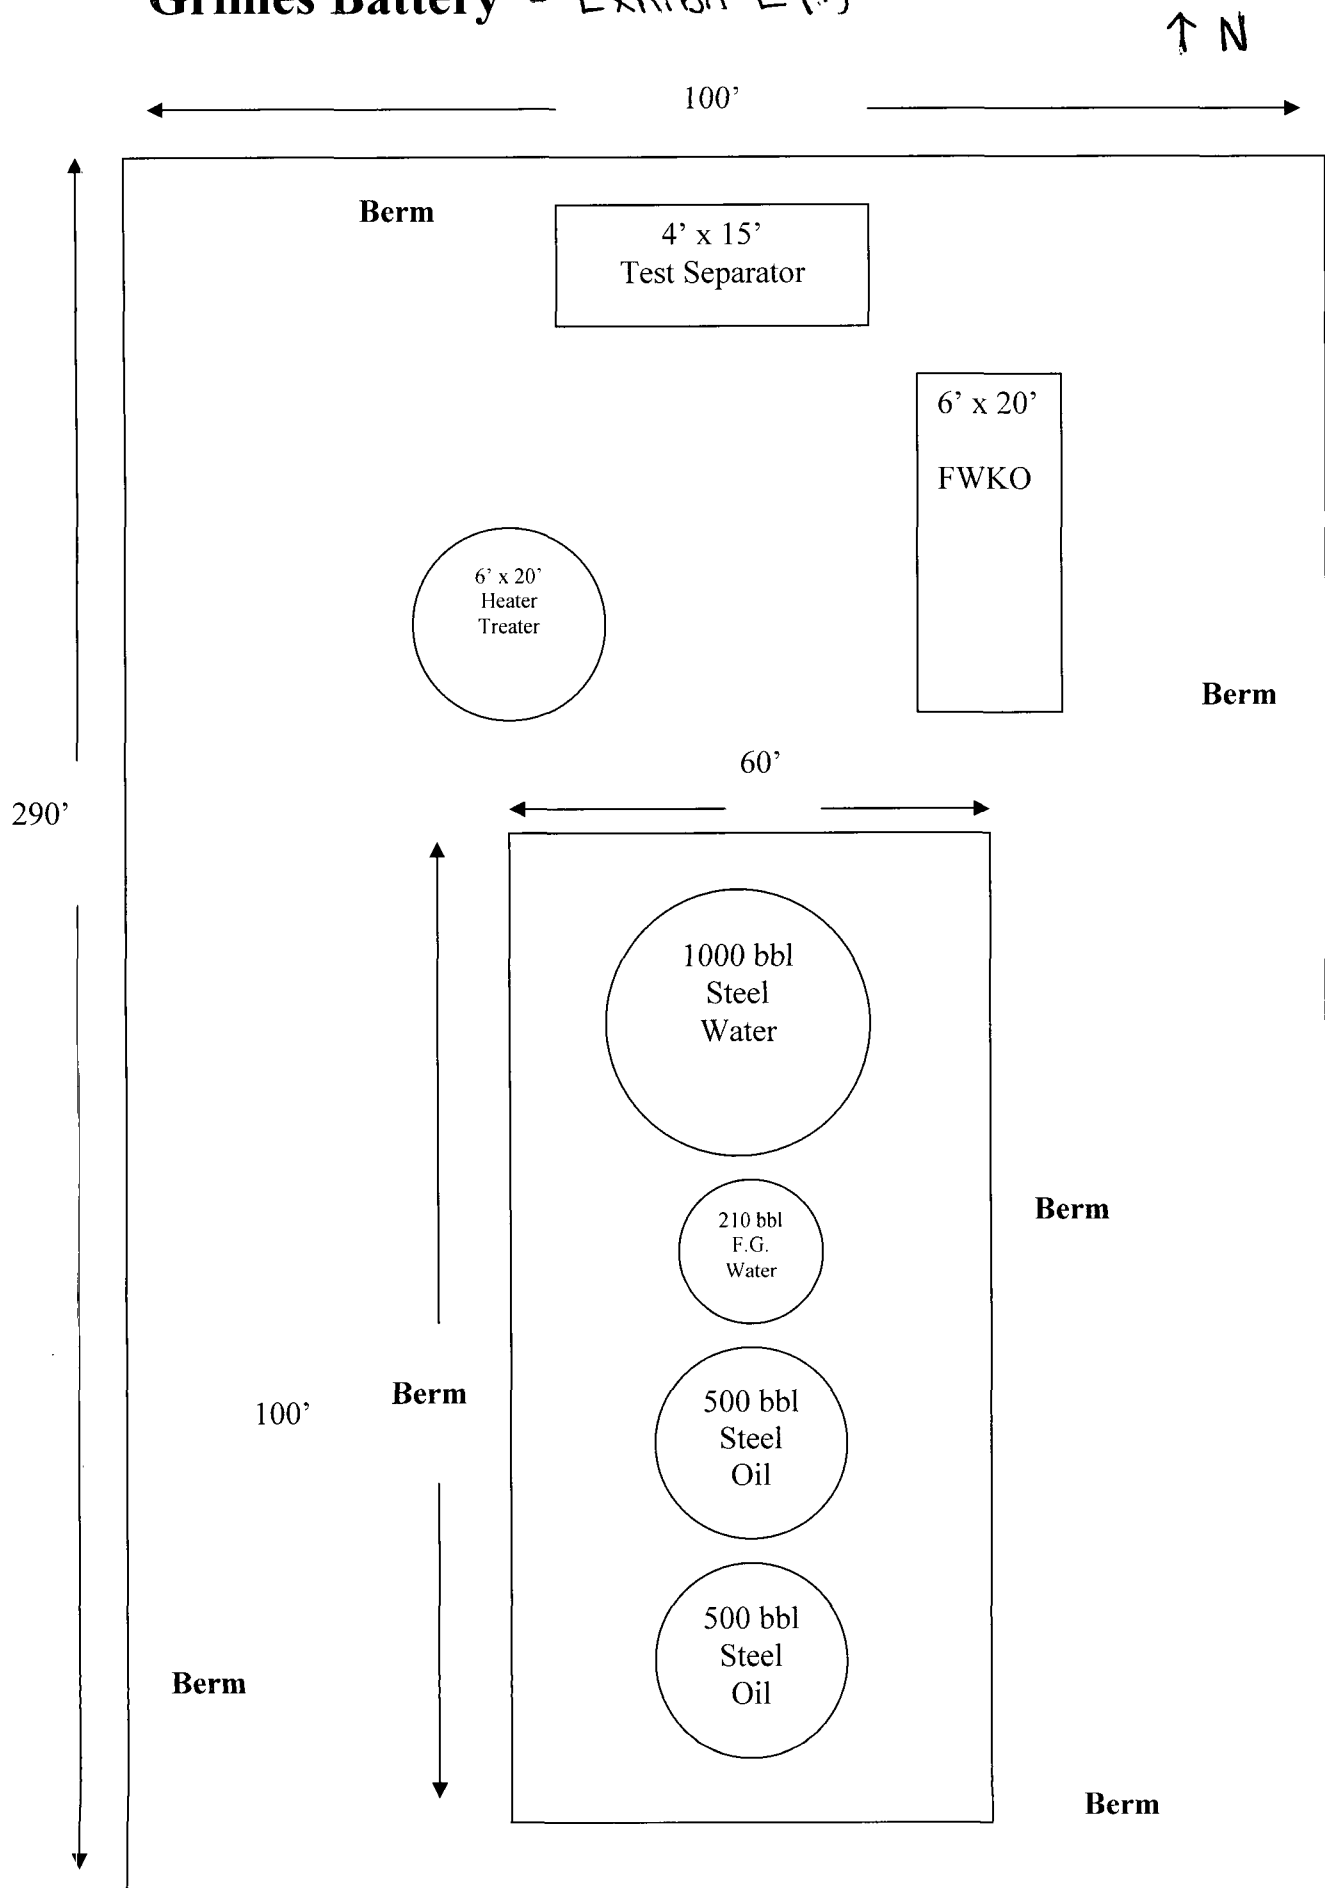 Grimes Battery -
↑ N
100’
Berm
4’ x 15’
Test Separator
6’ x 20’
FWKO
6’ x 20’
Heater
Treater
Berm
60’
290’
1000 bbl
Steel
Water
Berm
210 bbl
F.G.
Water
Berm
100’
500 bbl
Steel
Oil
500 bbl
Steel
Oil
Berm
Berm